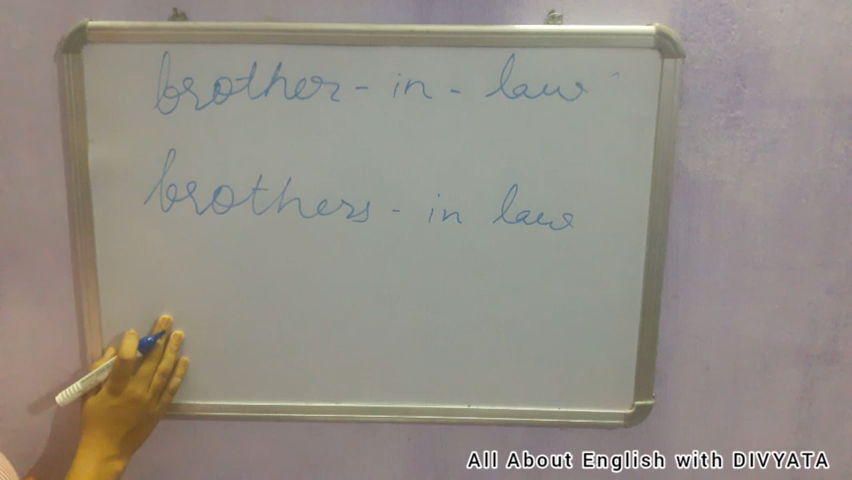 brother - in - law
brothers - in law
All About English with DIVYATA